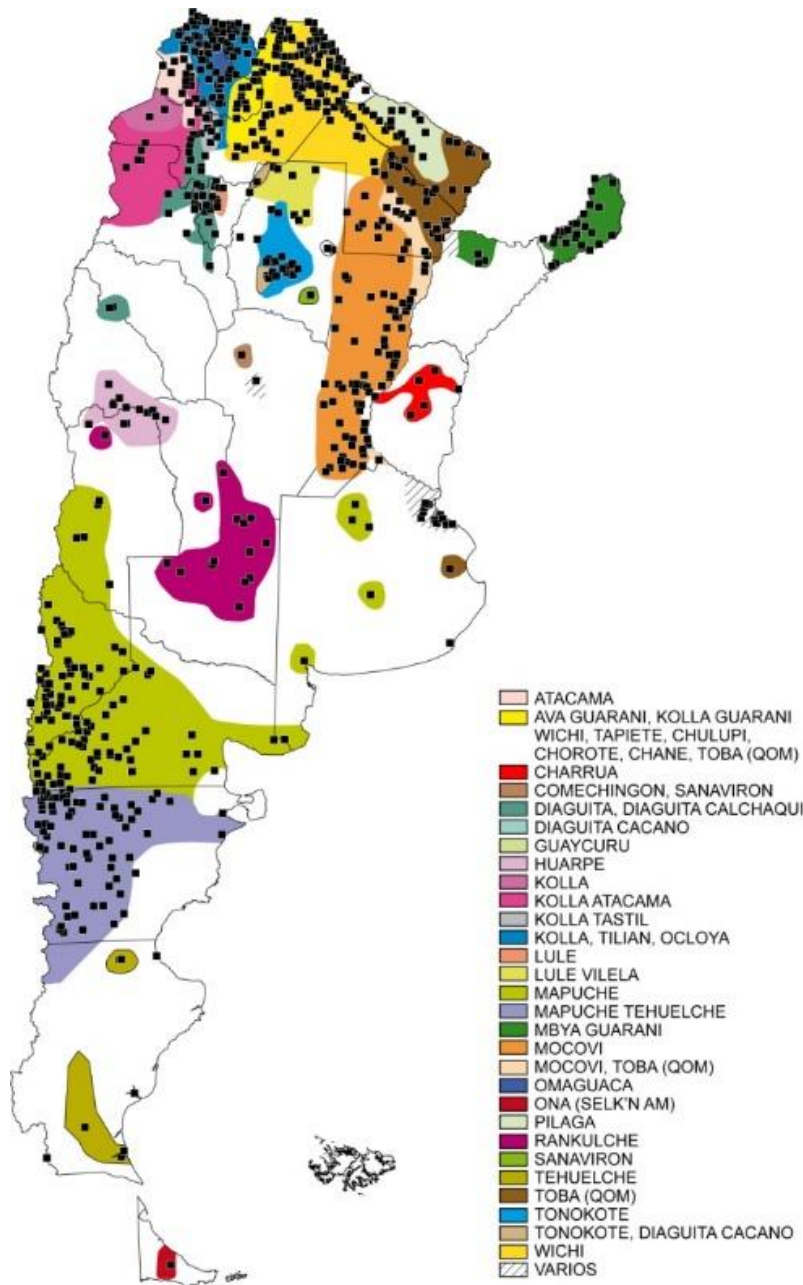 ATACAMA
AVA GUARANI, KOLLA GUARANI
WICHI, TAPIETE, CHULUPI,
CHOROTE, CHANE, TOBA (QOM)
CHARRUA
COMECHINGON, SANAVIRON
DIAGUITA, DIAGUITA CALCHAQUI
DIAGUITA CACANO
GUAYCURU
HUARPE
KOLLA
KOLLA ATACAMA
KOLLA TASTIL
KOLLA, TILIAN, OCLOYA
LULE
LULE VILELA
MAPUCHE
MAPUCHE TEHUELCHE
MBYA GUARANI
MOCOVI
MOCOVI, TOBA (QOM)
OMAGUACA
ONA (SELK'N AM)
PILAGA
RANKULCHE
SANAVIRON
TEHUELCHE
TOBA (QOM)
TONOKOTE
TONOKOTE, DIAGUITA CACANO
WICHI
VARIOS